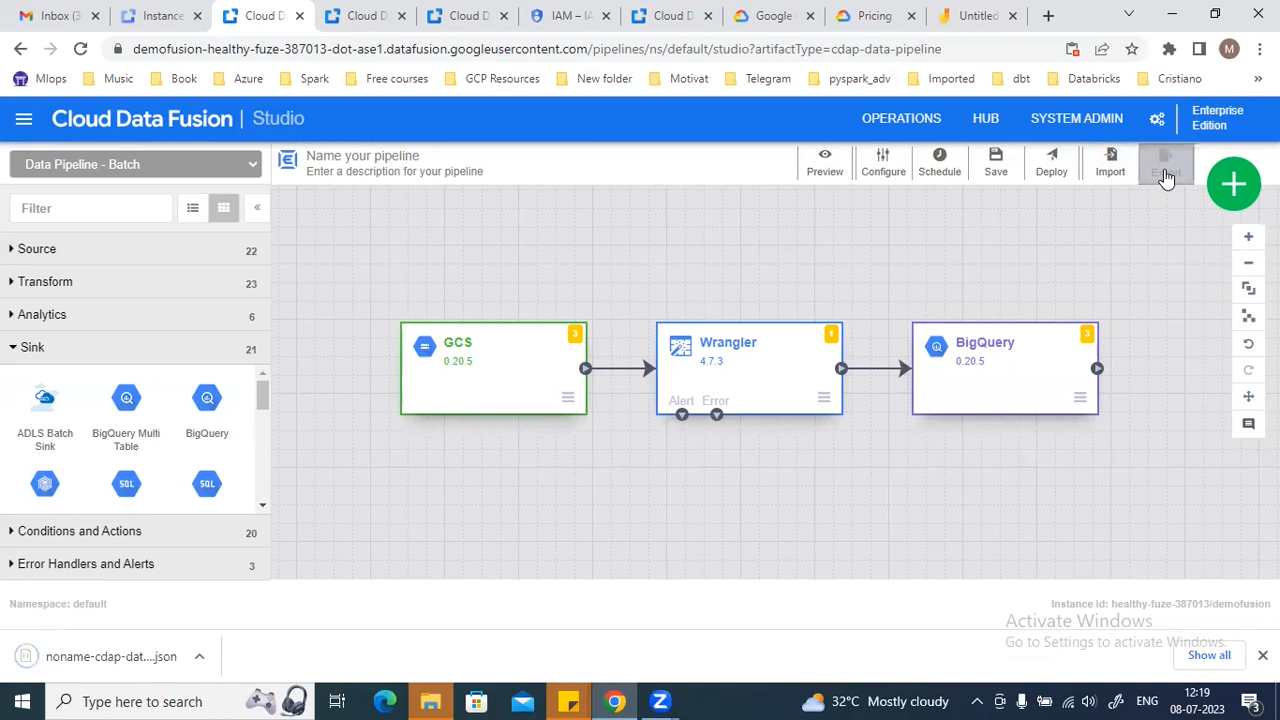 Inbox (3
Instance
Cloud D
Cloud D
Cloud D
IAM – IA
Cloud D
Google
Pricing
Untitled
demofusion-healthy-fuze-387013-dot-ase1.datafusion.googleusercontent.com/pipelines/ns/default/studio?artifactType=cdap-data-pipeline
M
Mlops
Music
Book
Azure
Spark
Free courses
GCP Resources
New folder
Motivat
Telegram
pyspark_adv
Imported
dbt
Databricks
Cristiano
Cloud Data Fusion | Studio
OPERATIONS
HUB
SYSTEM ADMIN
Enterprise
Edition
Data Pipeline - Batch
Name your pipeline
Enter a description for your pipeline
Preview
Configure
Schedule
Save
Deploy
Import
Export
Filter
Source 22
Transform 23
Analytics 6
Sink 21
ADLS Batch
Sink
BigQuery Multi
Table
BigQuery
SQL
SQL
Conditions and Actions 20
Error Handlers and Alerts 3
GCS 3
0.20.5
Wrangler 1
4.7.3
Alert Error
BigQuery 3
0.20.5
Namespace: default
Instance Id: healthy-fuze-387013/demofusion
Activate Windows
Go to Settings to activate Windows.
noname-cdap-dat....json
Show all
Type here to search
32°C Mostly cloudy
ENG
12:19
08-07-2023
3